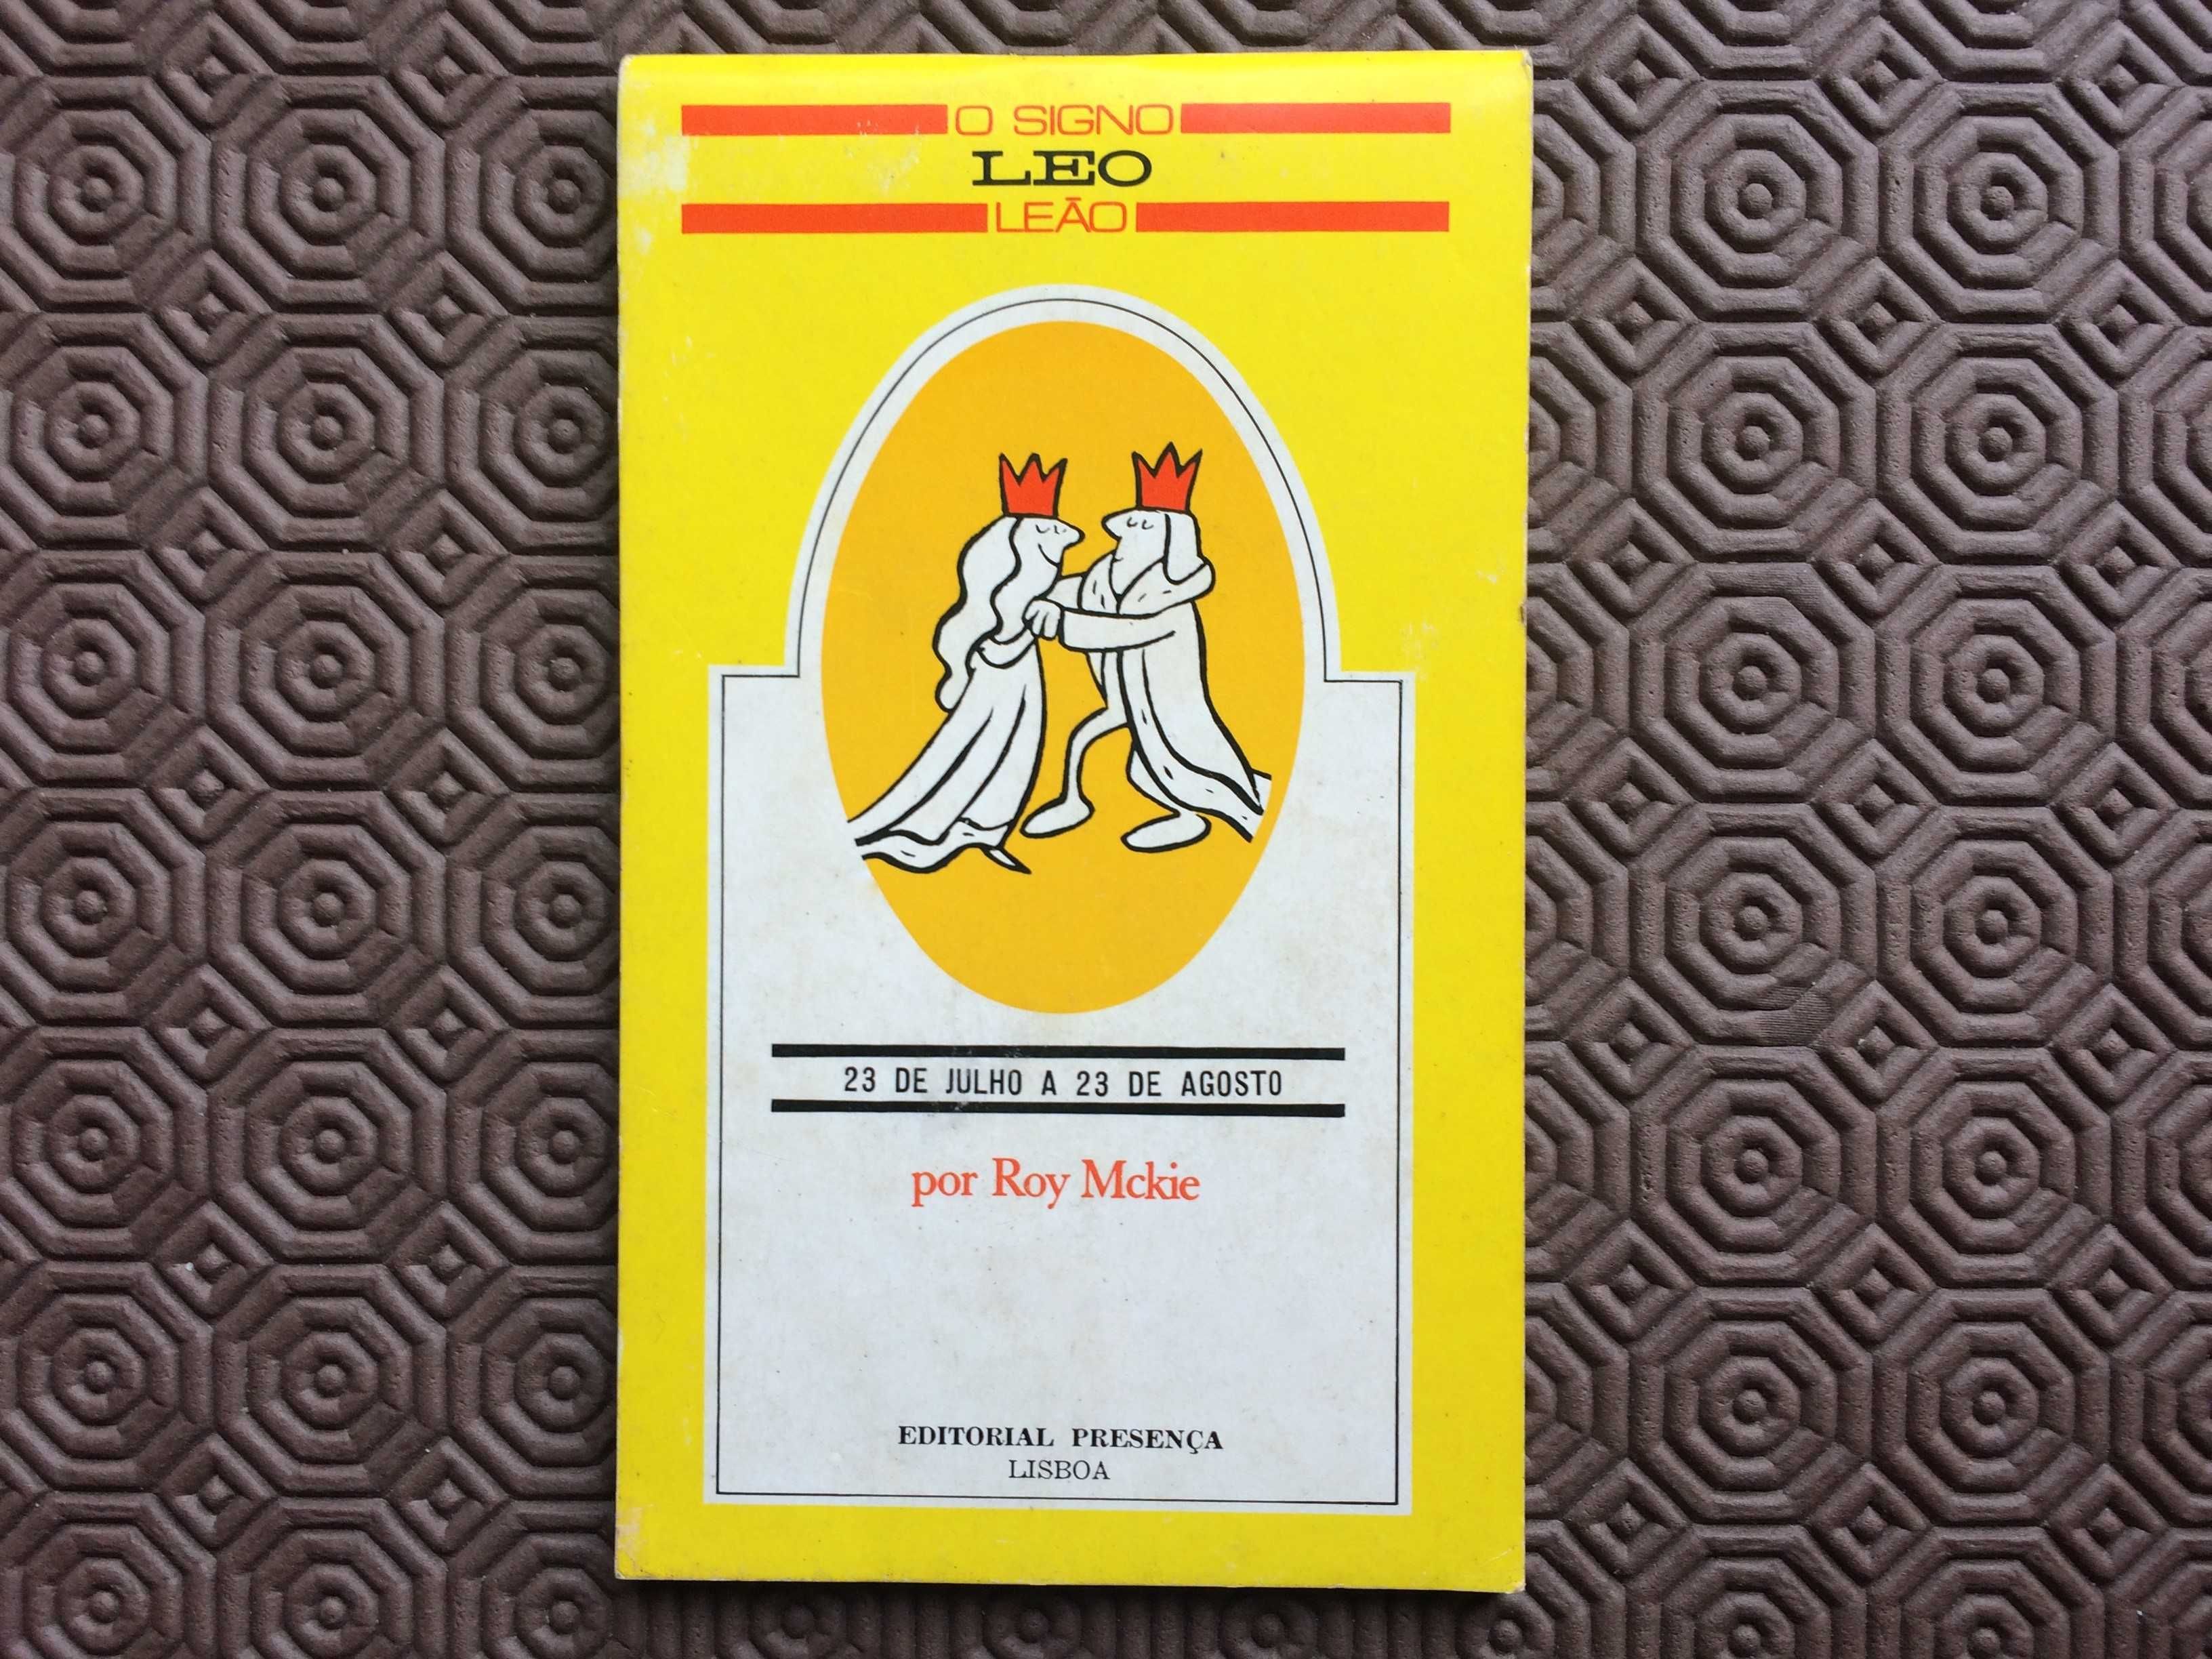 O SIGNO
LEO
LEÃO
23 DE JULHO A 23 DE AGOSTO
por Roy Mckie
EDITORIAL PRESENÇA
LISBOA